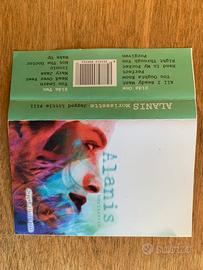 ALANIS Morissette Jagged Little Pill
Side One
All I Really Want
You Oughta Know
Perfect
Hand In My Pocket
Right Through You
Forgiven
Side Two
You Learn
Head Over Feet
Mary Jane
Ironic
Not The Doctor
Wake Up
Alanis
Subito.it